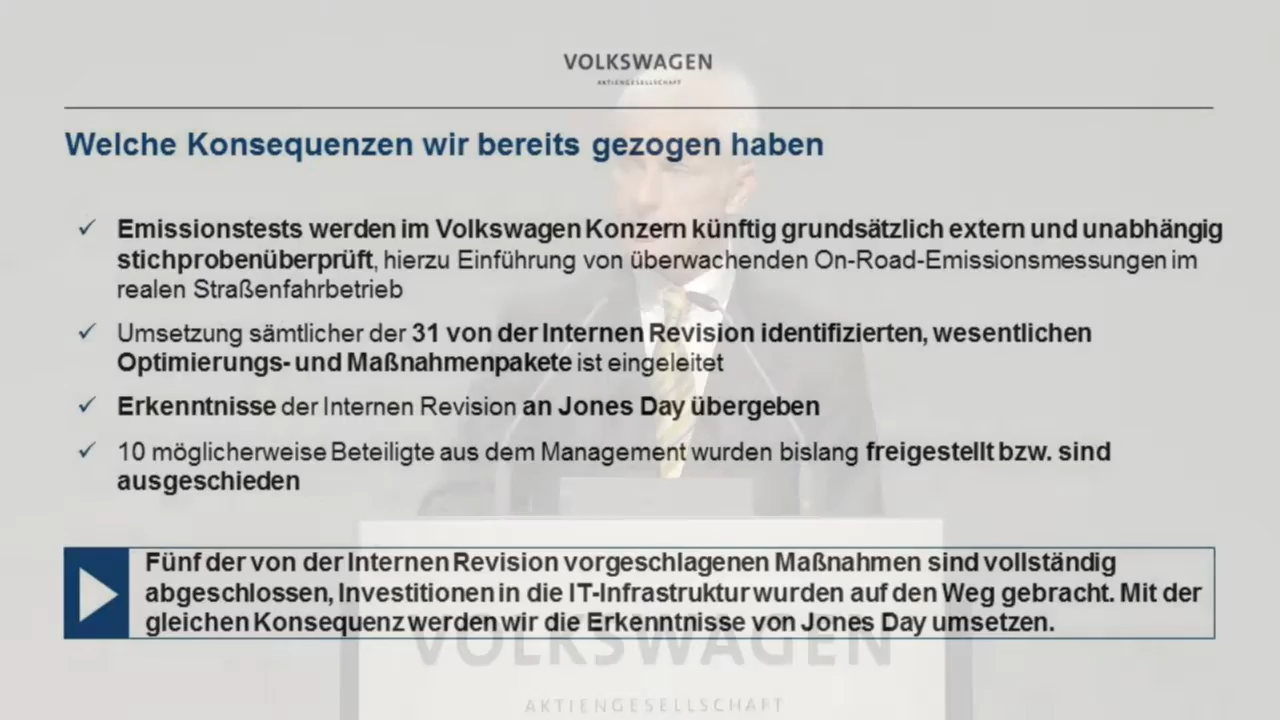 VOLKSWAGEN
AKTIENGESELLSCHAFT
Welche Konsequenzen wir bereits gezogen haben
✓ Emissionstests werden im Volkswagen Konzern künftig grundsätzlich extern und unabhängig
stichprobenüberprüft, hierzu Einführung von überwachenden On-Road-Emissionsmessungen im
realen Straßenfahrbetrieb
✓ Umsetzung sämtlicher der 31 von der Internen Revision identifizierten, wesentlichen
Optimierungs- und Maßnahmenpakete ist eingeleitet
✓ Erkenntnisse der Internen Revision an Jones Day übergeben
✓ 10 möglicherweise Beteiligte aus dem Management wurden bislang freigestellt bzw. sind
ausgeschieden
Fünf der von der Internen Revision vorgeschlagenen Maßnahmen sind vollständig
abgeschlossen, Investitionen in die IT-Infrastruktur wurden auf den Weg gebracht. Mit der
gleichen Konsequenz werden wir die Erkenntnisse von Jones Day umsetzen.
VOLKSWAGEN
AKTIENGESELLSCHAFT